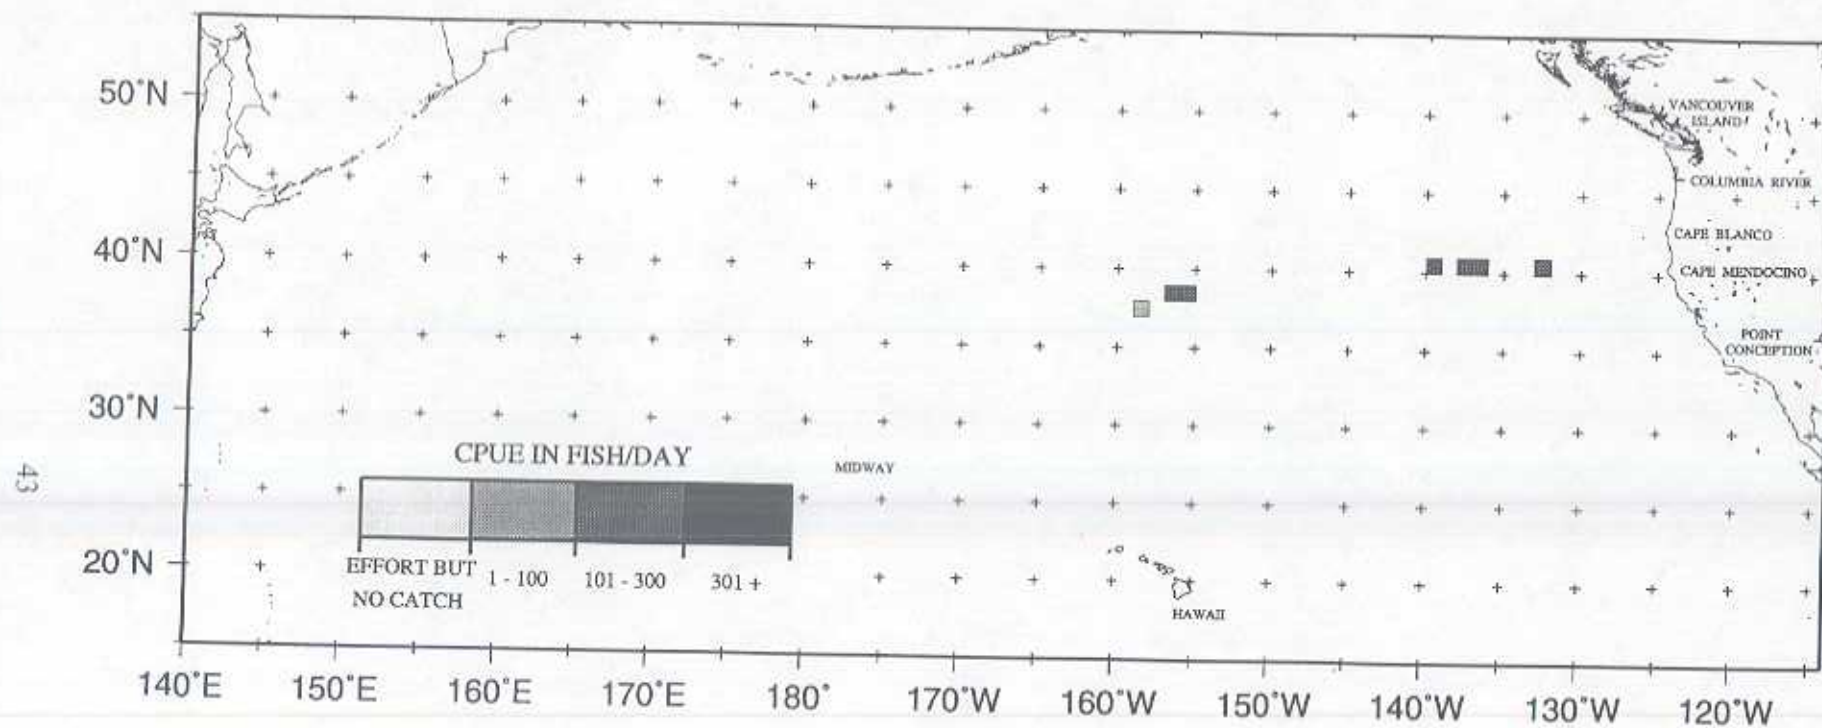 50°N
VANCOUVER
ISLAND
COLUMBIA RIVER
40°N
CAPE BLANCO
CAPE MENDOCINO
POINT
CONCEPTION
30°N
CPUE IN FISH/DAY
MIDWAY
43
20°N
EFFORT BUT
NO CATCH
1 - 100
101 - 300
301 +
HAWAII
140°E
150°E
160°E
170°E
180°
170°W
160°W
150°W
140°W
130°W
120°W